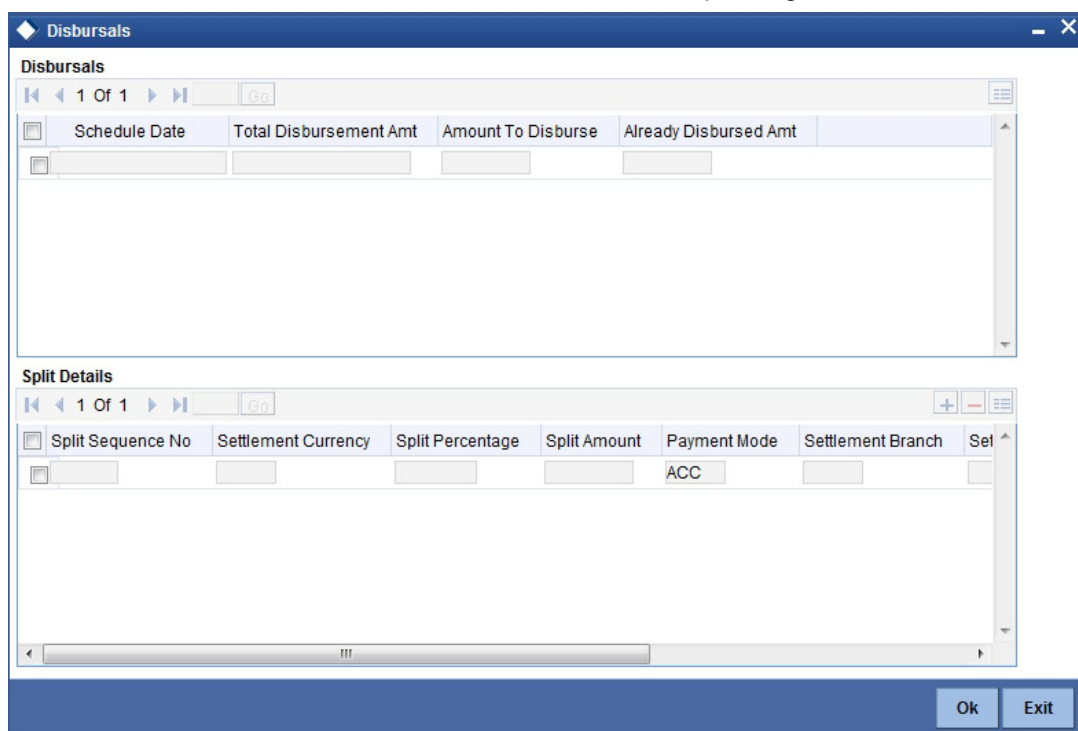 Disbursals
Disbursals
1 Of 1 Go
Schedule Date Total Disbursement Amt Amount To Disburse Already Disbursed Amt
Split Details
1 Of 1 Go
Split Sequence No Settlement Currency Split Percentage Split Amount Payment Mode Settlement Branch Set
ACC
Ok Exit